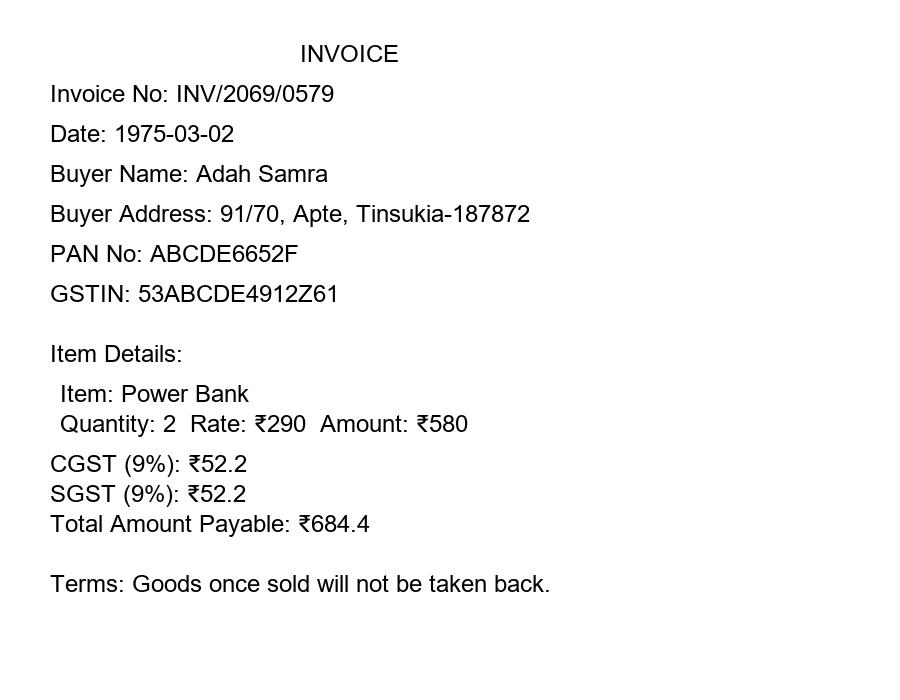 INVOICE
Invoice No: INV/2069/0579
Date: 1975-03-02
Buyer Name: Adah Samra
Buyer Address: 91/70, Apte, Tinsukia-187872
PAN No: ABCDE6652F
GSTIN: 53ABCDE4912Z61
Item Details:
Item: Power Bank
Quantity: 2  Rate: ₹290  Amount: ₹580
CGST (9%): ₹52.2
SGST (9%): ₹52.2
Total Amount Payable: ₹684.4
Terms: Goods once sold will not be taken back.